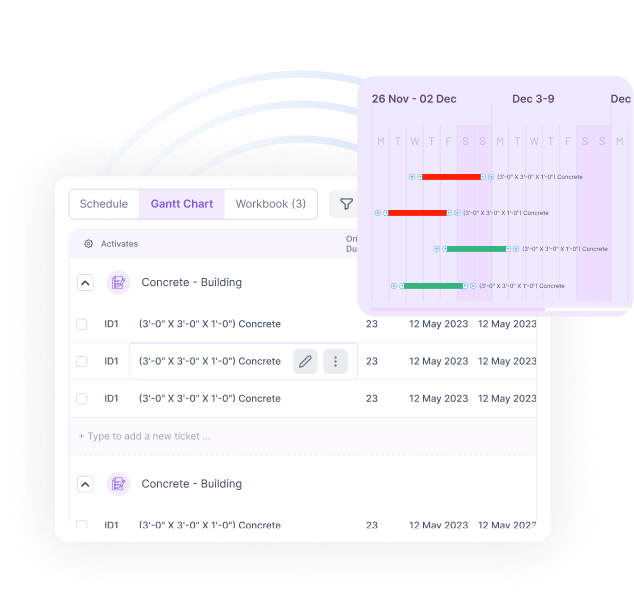 26 Nov - 02 Dec Dec 3-9 Dec
M T W T F S S M T W T F S S M
(3'-0" X 3'-0" X 1'-0") Concrete
(3'-0" X 3'-0" X 1'-0") Concrete
(3'-0" X 3'-0" X 1'-0") Concrete
(3'-0" X 3'-0" X 1'-0") Concrete
Schedule Gantt Chart Workbook (3)
Activates Ori
Du
Concrete - Building
ID1 (3'-0" X 3'-0" X 1'-0") Concrete 23 12 May 2023 12 May 2023
ID1 (3'-0" X 3'-0" X 1'-0") Concrete 23 12 May 2023 12 May 2023
ID1 (3'-0" X 3'-0" X 1'-0") Concrete 23 12 May 2023 12 May 2023
+ Type to add a new ticket ...
Concrete - Building
ID1 (3'-0" X 3'-0" X 1'-0") Concrete 23 12 May 2023 12 May 2023